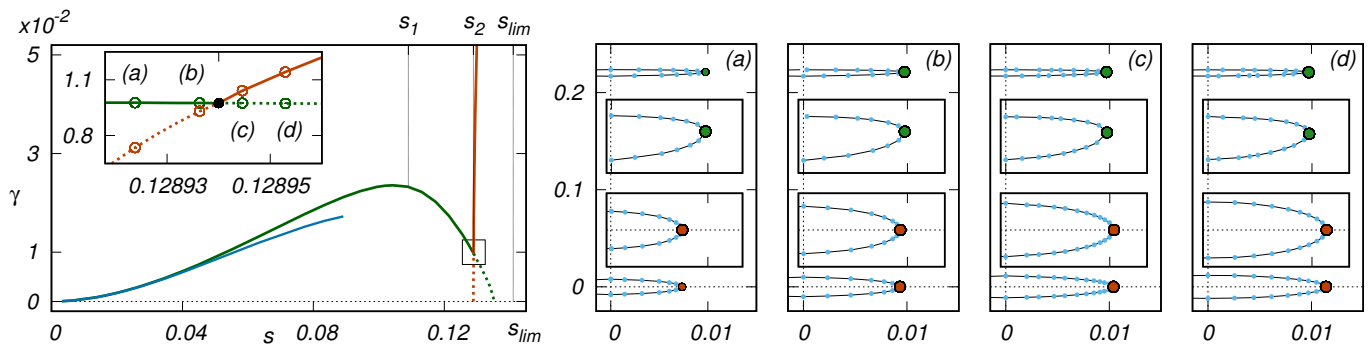 x10⁻² s₁ s₂ s_lim
5
(a) (b)
1.1
(c) (d)
0.8
0.12893 0.12895
3
γ
1
0
0 0.04 s 0.08 0.12 s_lim
(a) (b) (c) (d)
0.2
0.1
0
0 0.01 0 0.01 0 0.01 0 0.01